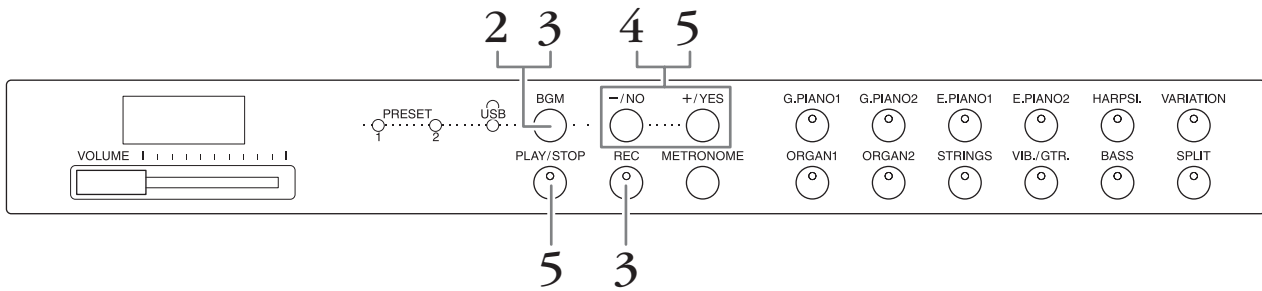 2 3 4 5
BGM −/NO +/YES G.PIANO1 G.PIANO2 E.PIANO1 E.PIANO2 HARPSI. VARIATION
PRESET USB
1 2
VOLUME PLAY/STOP REC METRONOME ORGAN1 ORGAN2 STRINGS VIB./GTR. BASS SPLIT
5 3